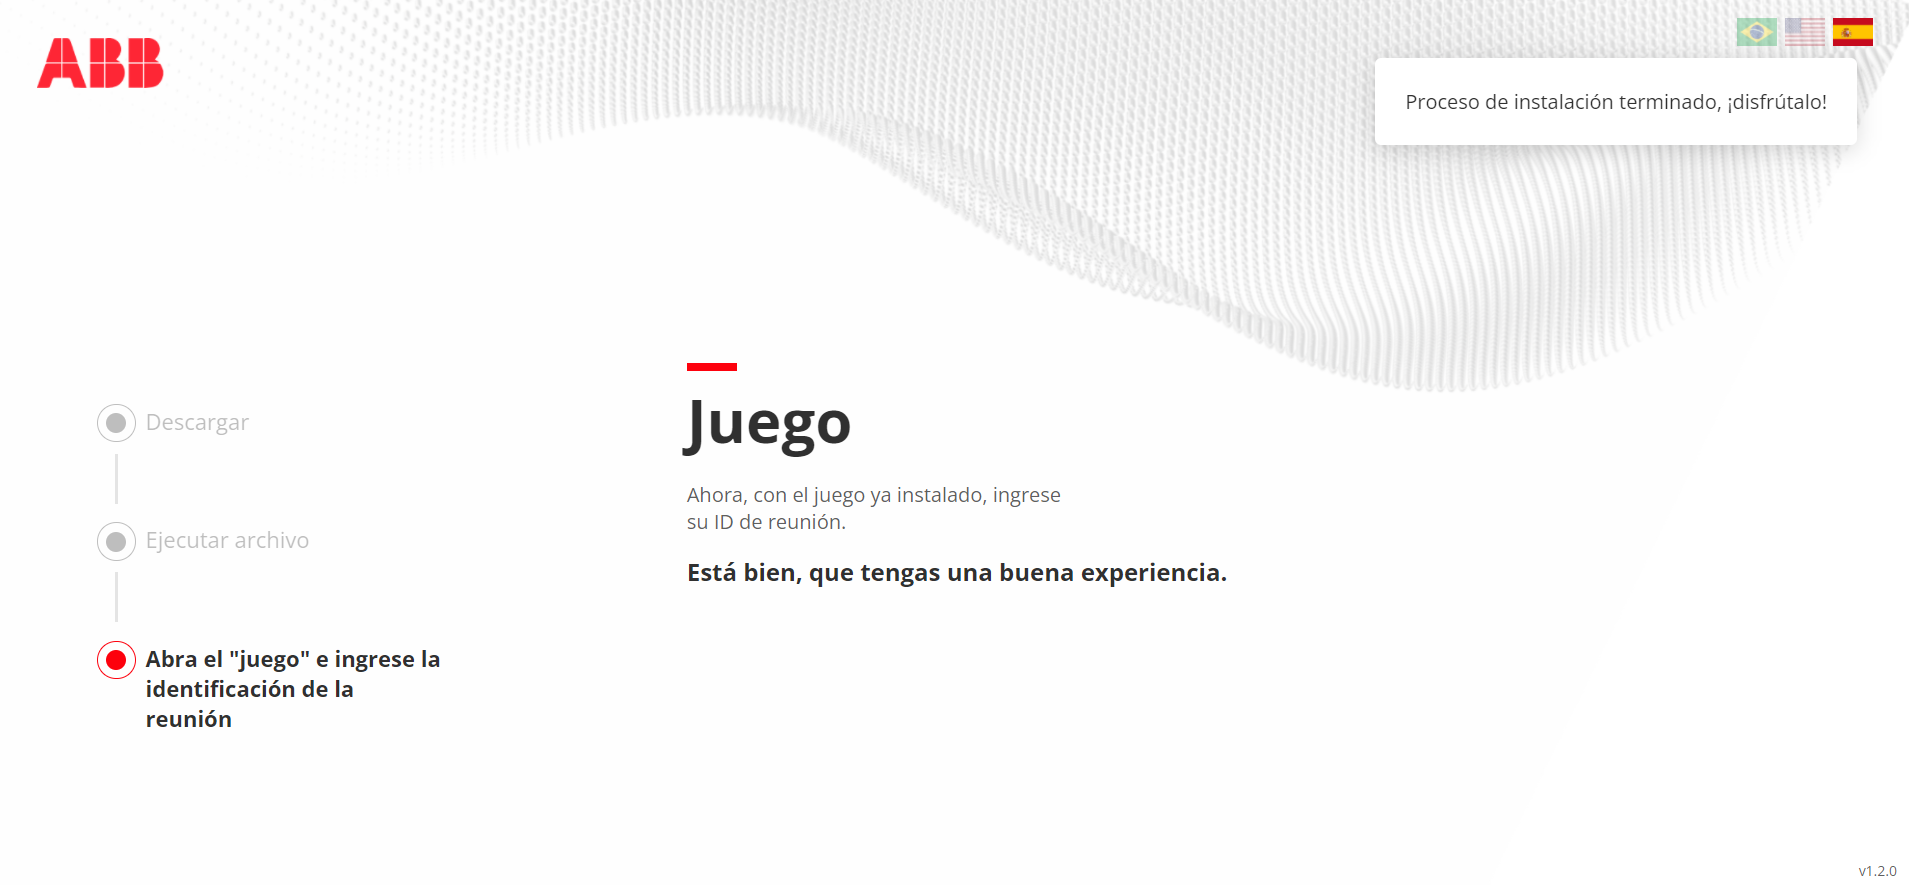 ABB
Proceso de instalación terminado, ¡disfrútalo!
Descargar
Ejecutar archivo
Abra el "juego" e ingrese la
identificación de la
reunión
Juego
Ahora, con el juego ya instalado, ingrese
su ID de reunión.
Está bien, que tengas una buena experiencia.
v1.2.0